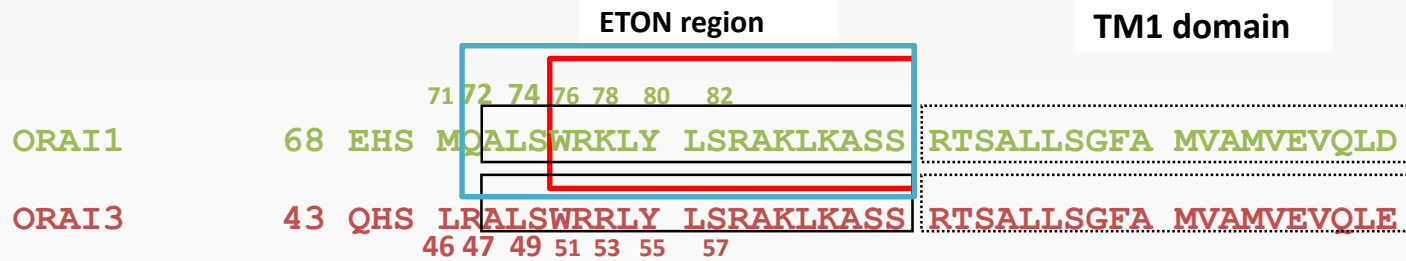 ETON region TM1 domain
71 72 74 76 78 80 82
ORAI1 68 EHS MQALSWRKLY LSRAKLKASS RTSALLSGFA MVAMVEVQLD
ORAI3 43 QHS LRALSWRRLY LSRAKLKASS RTSALLSGFA MVAMVEVQLE
46 47 49 51 53 55 57